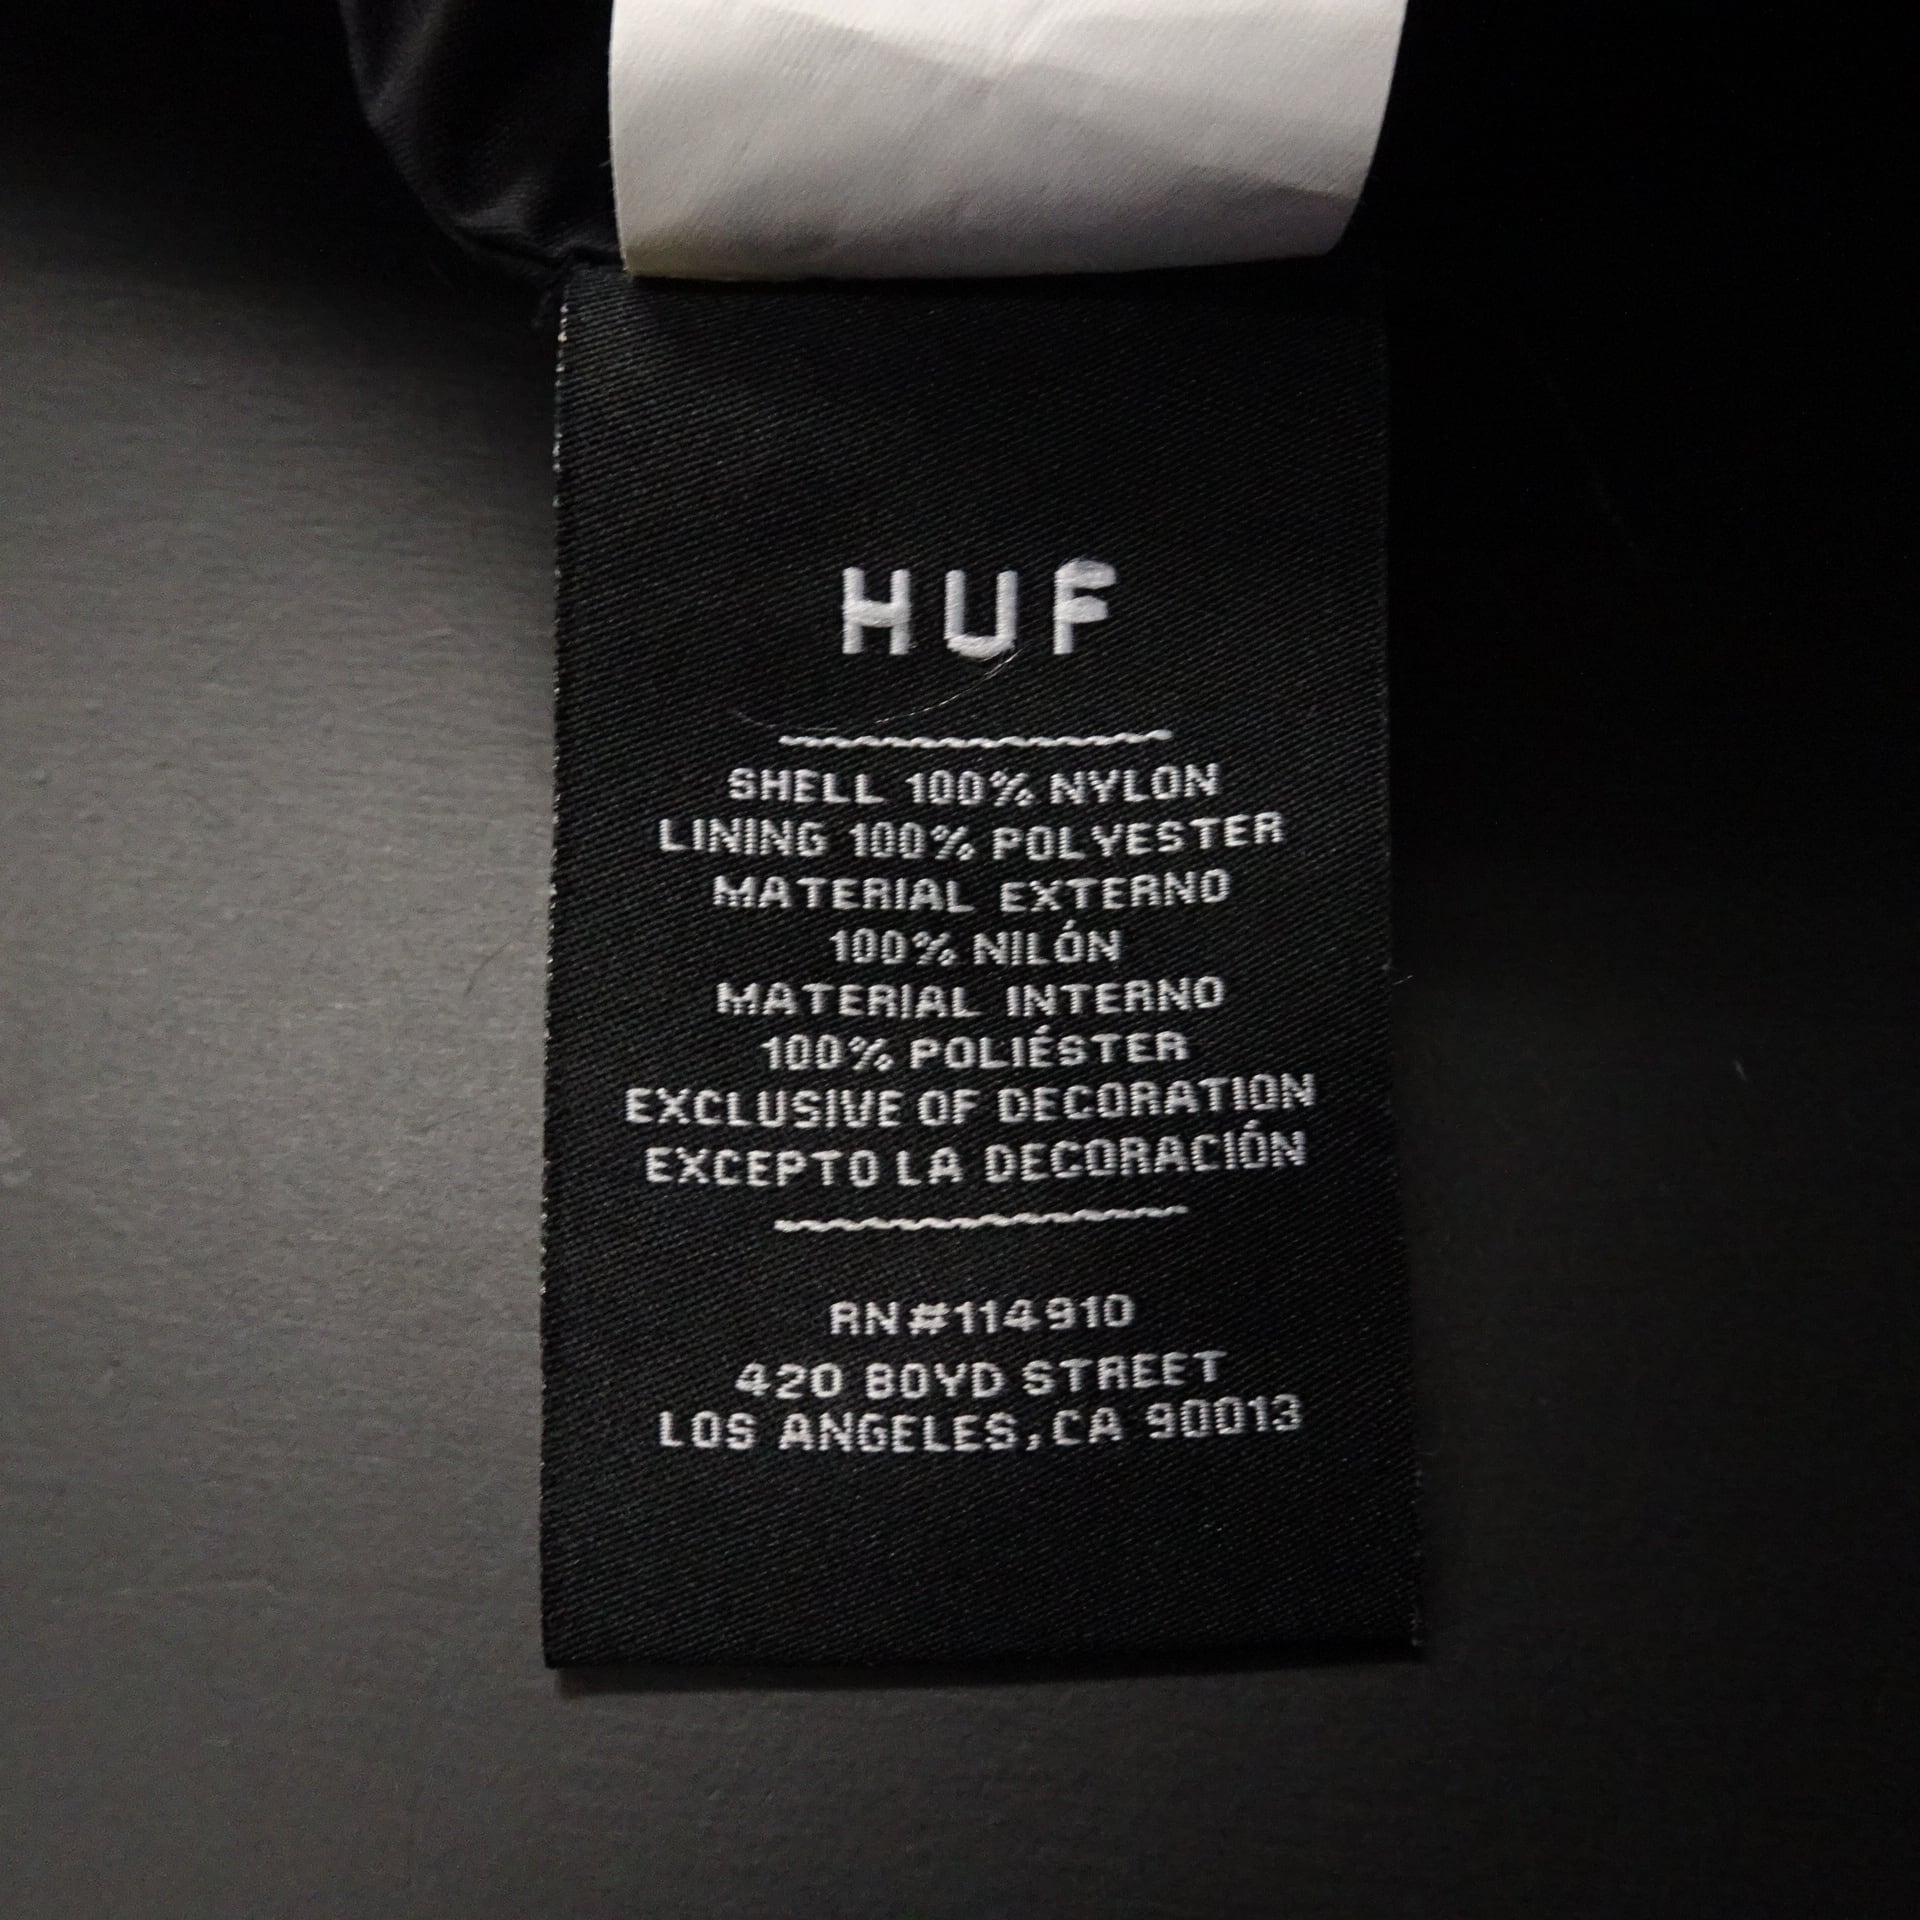 HUF
SHELL 100% NYLON
LINING 100% POLYESTER
MATERIAL EXTERNO
100% NILÓN
MATERIAL INTERNO
100% POLIÉSTER
EXCLUSIVE OF DECORATION
EXCEPTO LA DECORACIÓN
RN#114910
420 BOYD STREET
LOS ANGELES, CA 90013